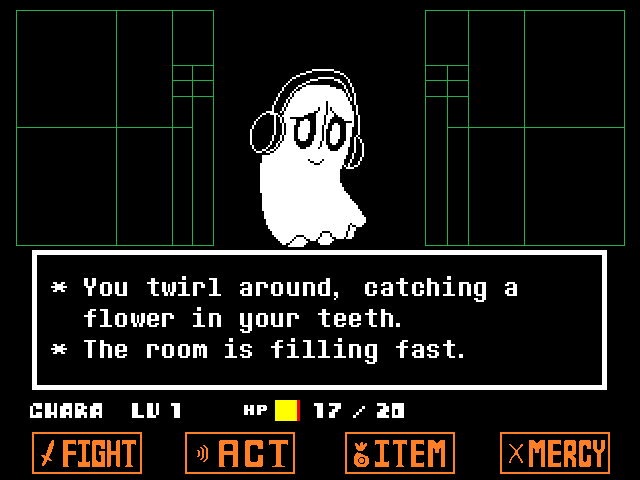 * You twirl around, catching a
flower in your teeth.
* The room is filling fast.
CHARA LV 1 HP 17 / 20
FIGHT ACT ITEM MERCY